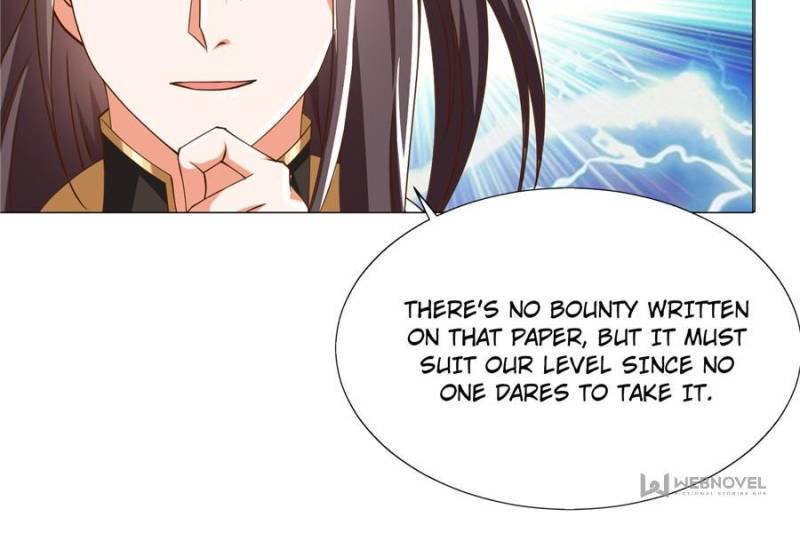 THERE'S NO BOUNTY WRITTEN
ON THAT PAPER, BUT IT MUST
SUIT OUR LEVEL SINCE NO
ONE DARES TO TAKE IT.
WEBNOVEL